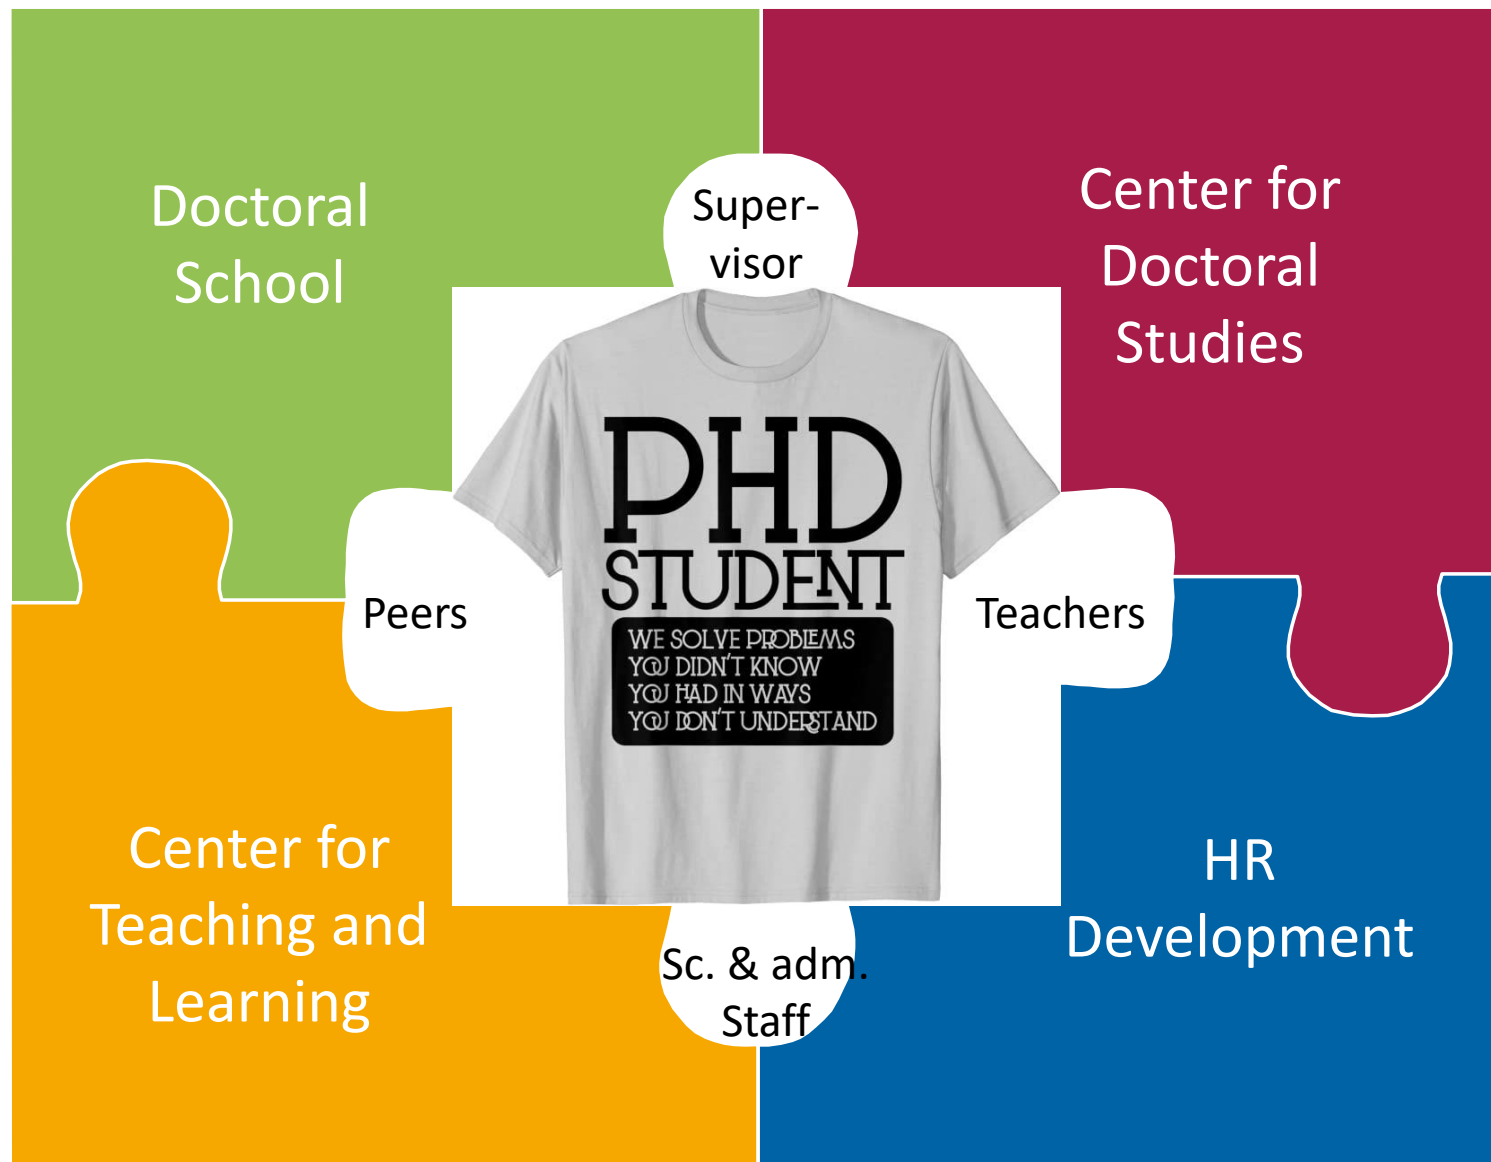 Doctoral
School
Super-
visor
Center for
Doctoral
Studies
PHD
STUDENT
WE SOLVE PROBLEMS
YOU DIDN'T KNOW
YOU HAD IN WAYS
YOU DON'T UNDERSTAND
Peers
Teachers
Center for
Teaching and
Learning
Sc. & adm.
Staff
HR
Development